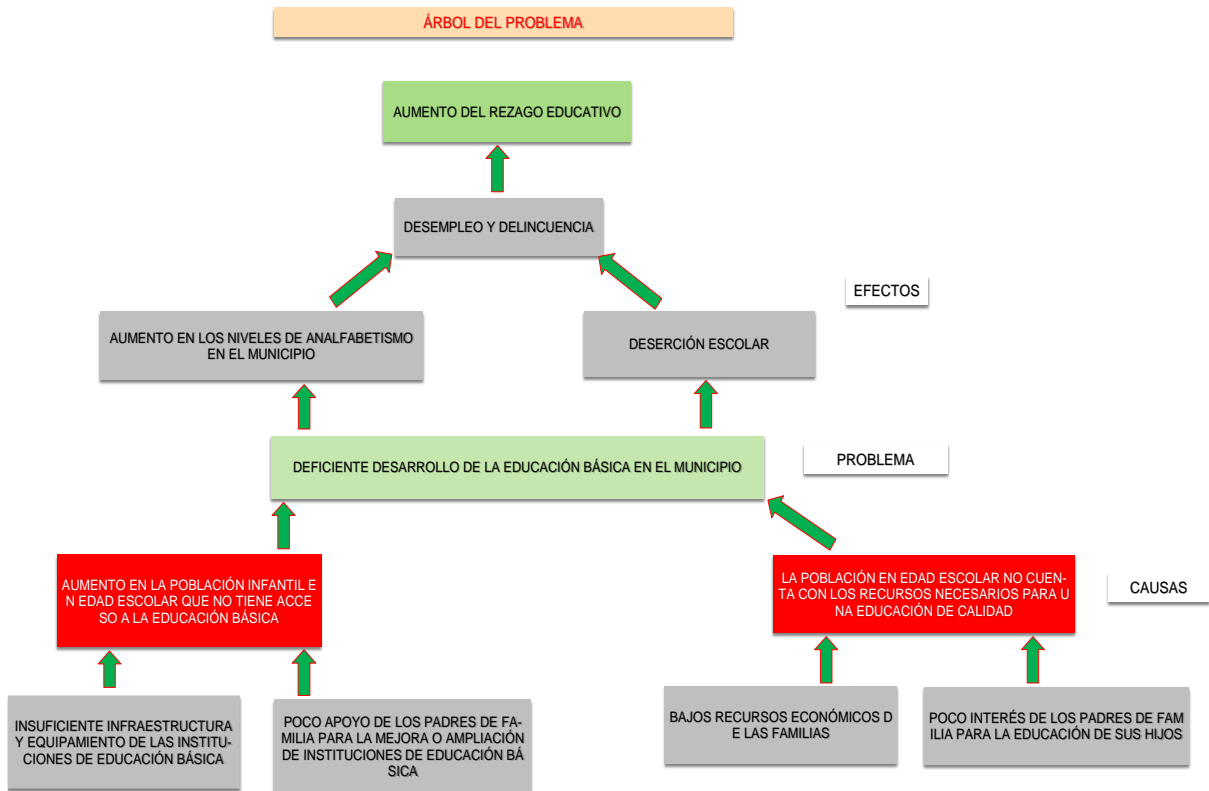 ÁRBOL DEL PROBLEMA
AUMENTO DEL REZAGO EDUCATIVO
DESEMPLEO Y DELINCUENCIA
EFECTOS
AUMENTO EN LOS NIVELES DE ANALFABETISMO
EN EL MUNICIPIO
DESERCIÓN ESCOLAR
DEFICIENTE DESARROLLO DE LA EDUCACIÓN BÁSICA EN EL MUNICIPIO
PROBLEMA
AUMENTO EN LA POBLACIÓN INFANTIL E
N EDAD ESCOLAR QUE NO TIENE ACCE
SO A LA EDUCACIÓN BÁSICA
LA POBLACIÓN EN EDAD ESCOLAR NO CUEN-
TA CON LOS RECURSOS NECESARIOS PARA U
NA EDUCACIÓN DE CALIDAD
CAUSAS
INSUFICIENTE INFRAESTRUCTURA
Y EQUIPAMIENTO DE LAS INSTITU-
CIONES DE EDUCACIÓN BÁSICA
POCO APOYO DE LOS PADRES DE FA-
MILIA PARA LA MEJORA O AMPLIACIÓN
DE INSTITUCIONES DE EDUCACIÓN BÁ
SICA
BAJOS RECURSOS ECONÓMICOS D
E LAS FAMILIAS
POCO INTERÉS DE LOS PADRES DE FAM
ILIA PARA LA EDUCACIÓN DE SUS HIJOS